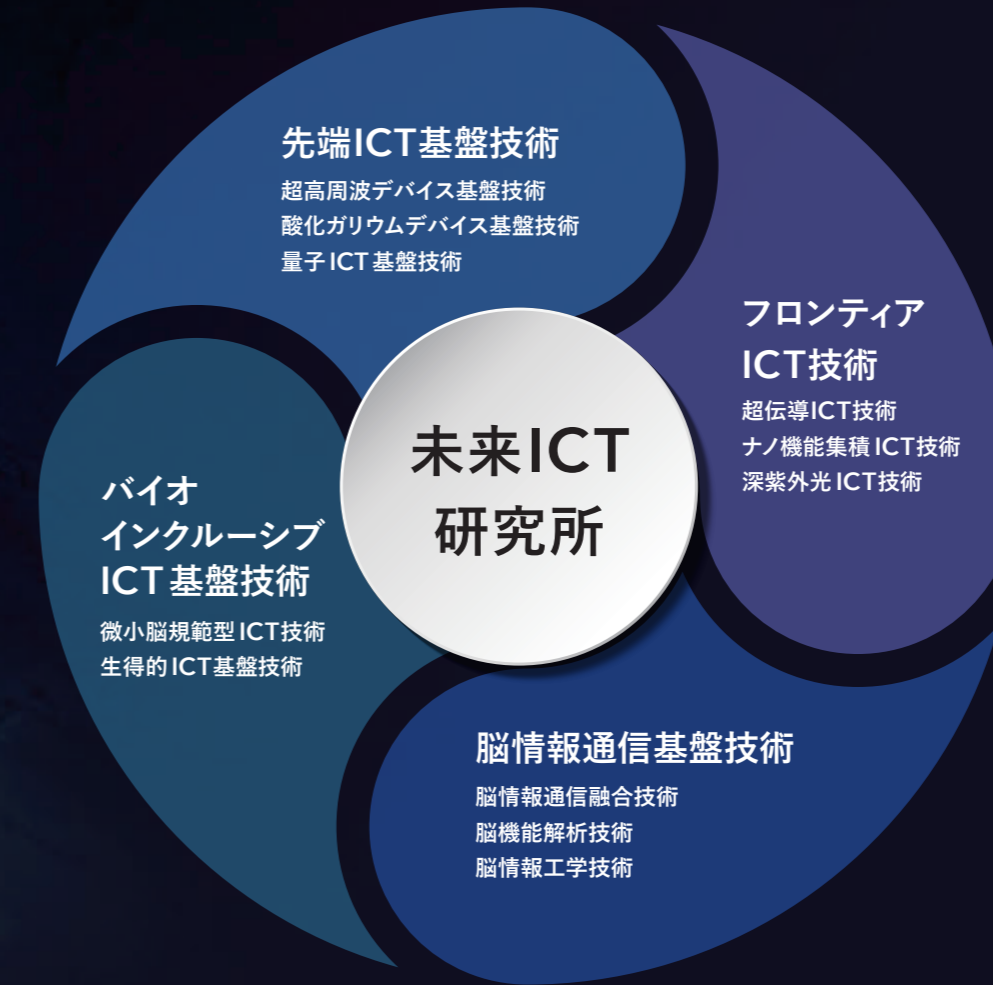 先端ICT基盤技術
超高周波デバイス基盤技術
酸化ガリウムデバイス基盤技術
量子ICT基盤技術
フロンティア
ICT技術
超伝導ICT技術
ナノ機能集積ICT技術
深紫外光ICT技術
未来ICT
研究所
バイオ
インクルーシブ
ICT基盤技術
微小脳規範型ICT技術
生得的ICT基盤技術
脳情報通信基盤技術
脳情報通信融合技術
脳機能解析技術
脳情報工学技術